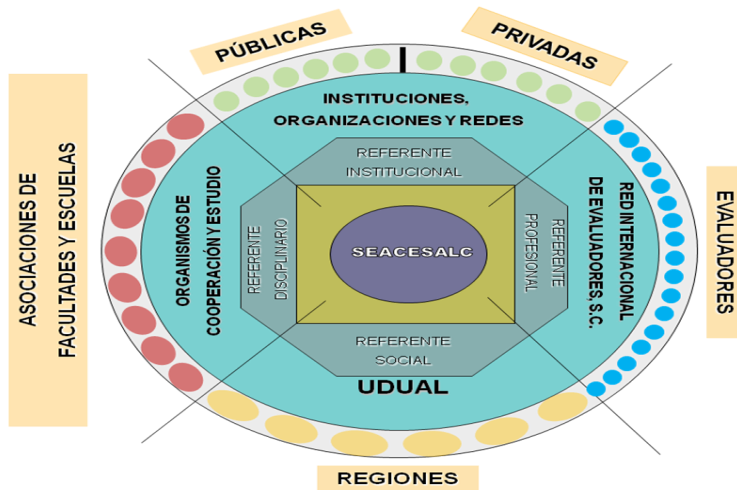 PÚBLICAS
PRIVADAS
INSTITUCIONES,
ORGANIZACIONES Y REDES
REFERENTE
INSTITUCIONAL
ASOCIACIONES DE
FACULTADES Y ESCUELAS
ORGANISMOS DE
COOPERACIÓN Y ESTUDIO
REFERENTE
DISCIPLINARIO
SEACESALC
REFERENTE
PROFESIONAL
RED INTERNACIONAL
DE EVALUADORES, S.C.
EVALUADORES
REFERENTE
SOCIAL
UDUAL
REGIONES